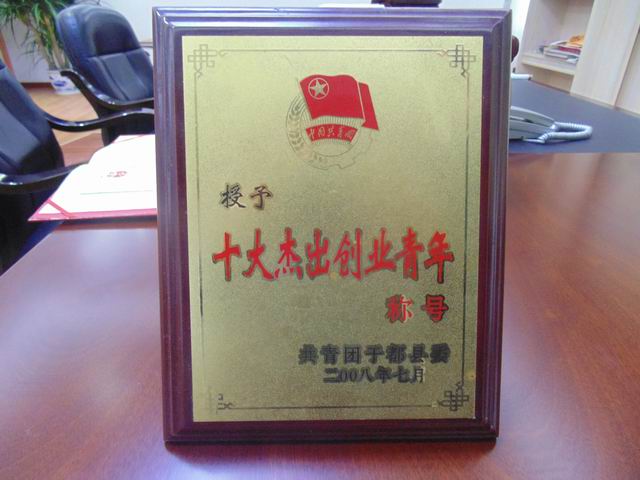 中国共青团
授予
十大杰出创业青年
称号
共青团于都县委
二00八年七月